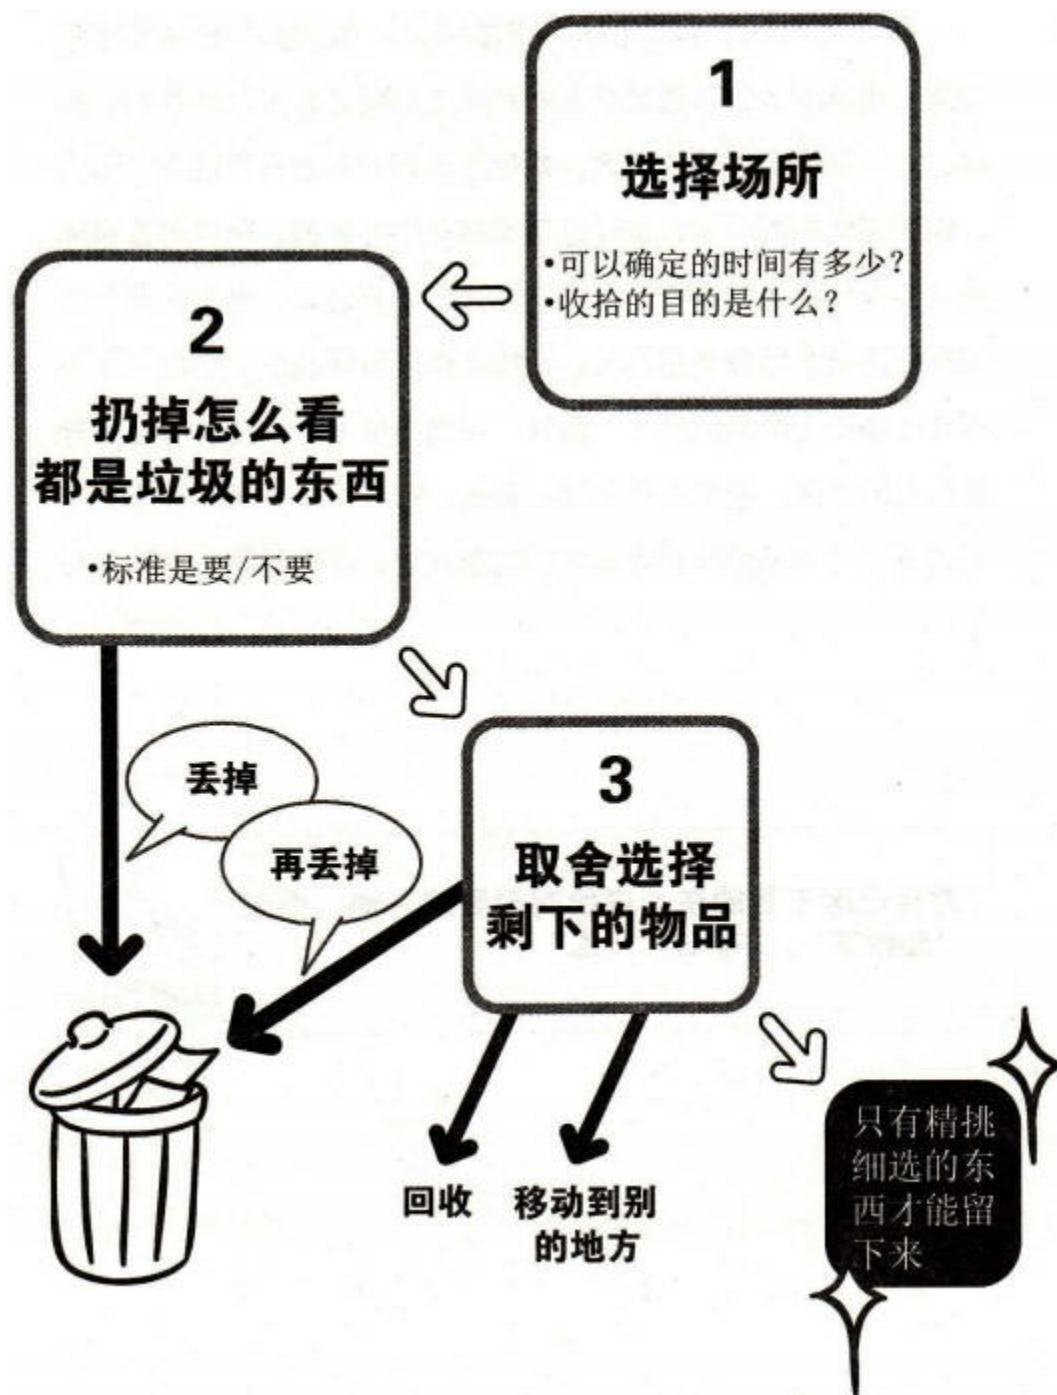 1
选择场所
•可以确定的时间有多少?
•收拾的目的是什么?
2
扔掉怎么看
都是垃圾的东西
•标准是要/不要
丢掉
再丢掉
3
取舍选择
剩下的物品
回收
移动到别
的地方
只有精挑
细选的东
西才能留
下来